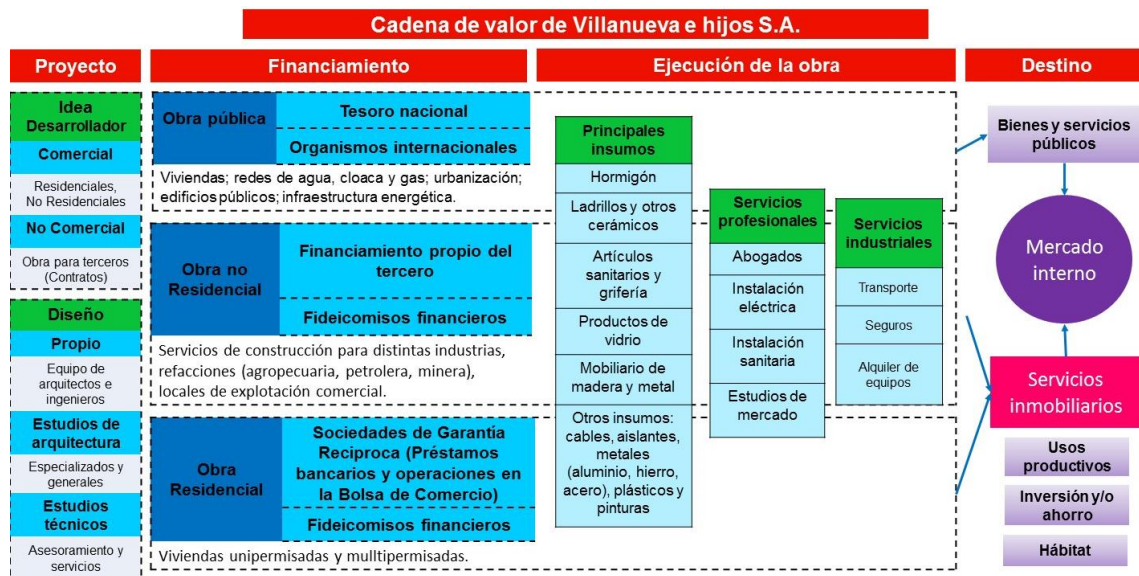 Cadena de valor de Villanueva e hijos S.A.
Proyecto
Idea
Desarrollador
Comercial
Residenciales,
No Residenciales
No Comercial
Obra para terceros
(Contratos)
Diseño
Propio
Equipo de
arquitectos e
ingenieros
Estudios de
arquitectura
Especializados y
generales
Estudios
técnicos
Asesoramiento y
servicios
Financiamiento
Obra pública
Tesoro nacional
Organismos internacionales
Viviendas; redes de agua, cloaca y gas; urbanización;
edificios públicos; infraestructura energética.
Obra no
Residencial
Financiamiento propio del
tercero
Fideicomisos financieros
Servicios de construcción para distintas industrias,
refacciones (agropecuaria, petrolera, minera),
locales de explotación comercial.
Obra
Residencial
Sociedades de Garantía
Reciproca (Préstamos
bancarios y operaciones en
la Bolsa de Comercio)
Fideicomisos financieros
Viviendas unipermisadas y mulltipermisadas.
Ejecución de la obra
Principales
insumos
Hormigón
Ladrillos y otros
cerámicos
Artículos
sanitarios y
grifería
Productos de
vidrio
Mobiliario de
madera y metal
Otros insumos:
cables, aislantes,
metales
(aluminio, hierro,
acero), plásticos y
pinturas
Servicios
profesionales
Abogados
Instalación
eléctrica
Instalación
sanitaria
Estudios de
mercado
Servicios
industriales
Transporte
Seguros
Alquiler de
equipos
Destino
Bienes y servicios
públicos
Mercado
interno
Servicios
inmobiliarios
Usos
productivos
Inversión y/o
ahorro
Hábitat